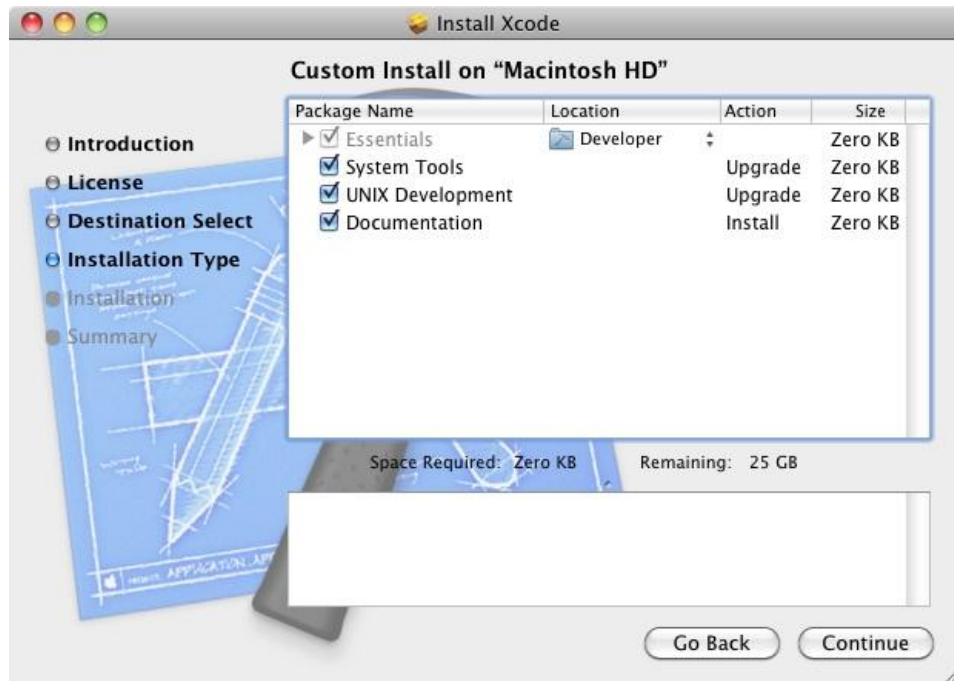 Install Xcode
Custom Install on “Macintosh HD”
Introduction
License
Destination Select
Installation Type
Installation
Summary
Package Name Location Action Size
Essentials Developer Zero KB
System Tools Upgrade Zero KB
UNIX Development Upgrade Zero KB
Documentation Install Zero KB
Space Required: Zero KB Remaining: 25 GB
APPLICATION.APP
Go Back Continue